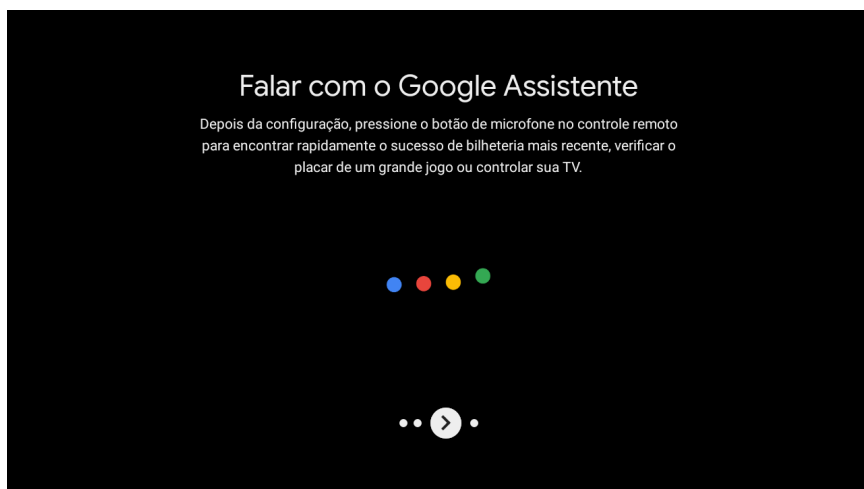 Falar com o Google Assistente
Depois da configuração, pressione o botão de microfone no controle remoto
para encontrar rapidamente o sucesso de bilheteria mais recente, verificar o
placar de um grande jogo ou controlar sua TV.